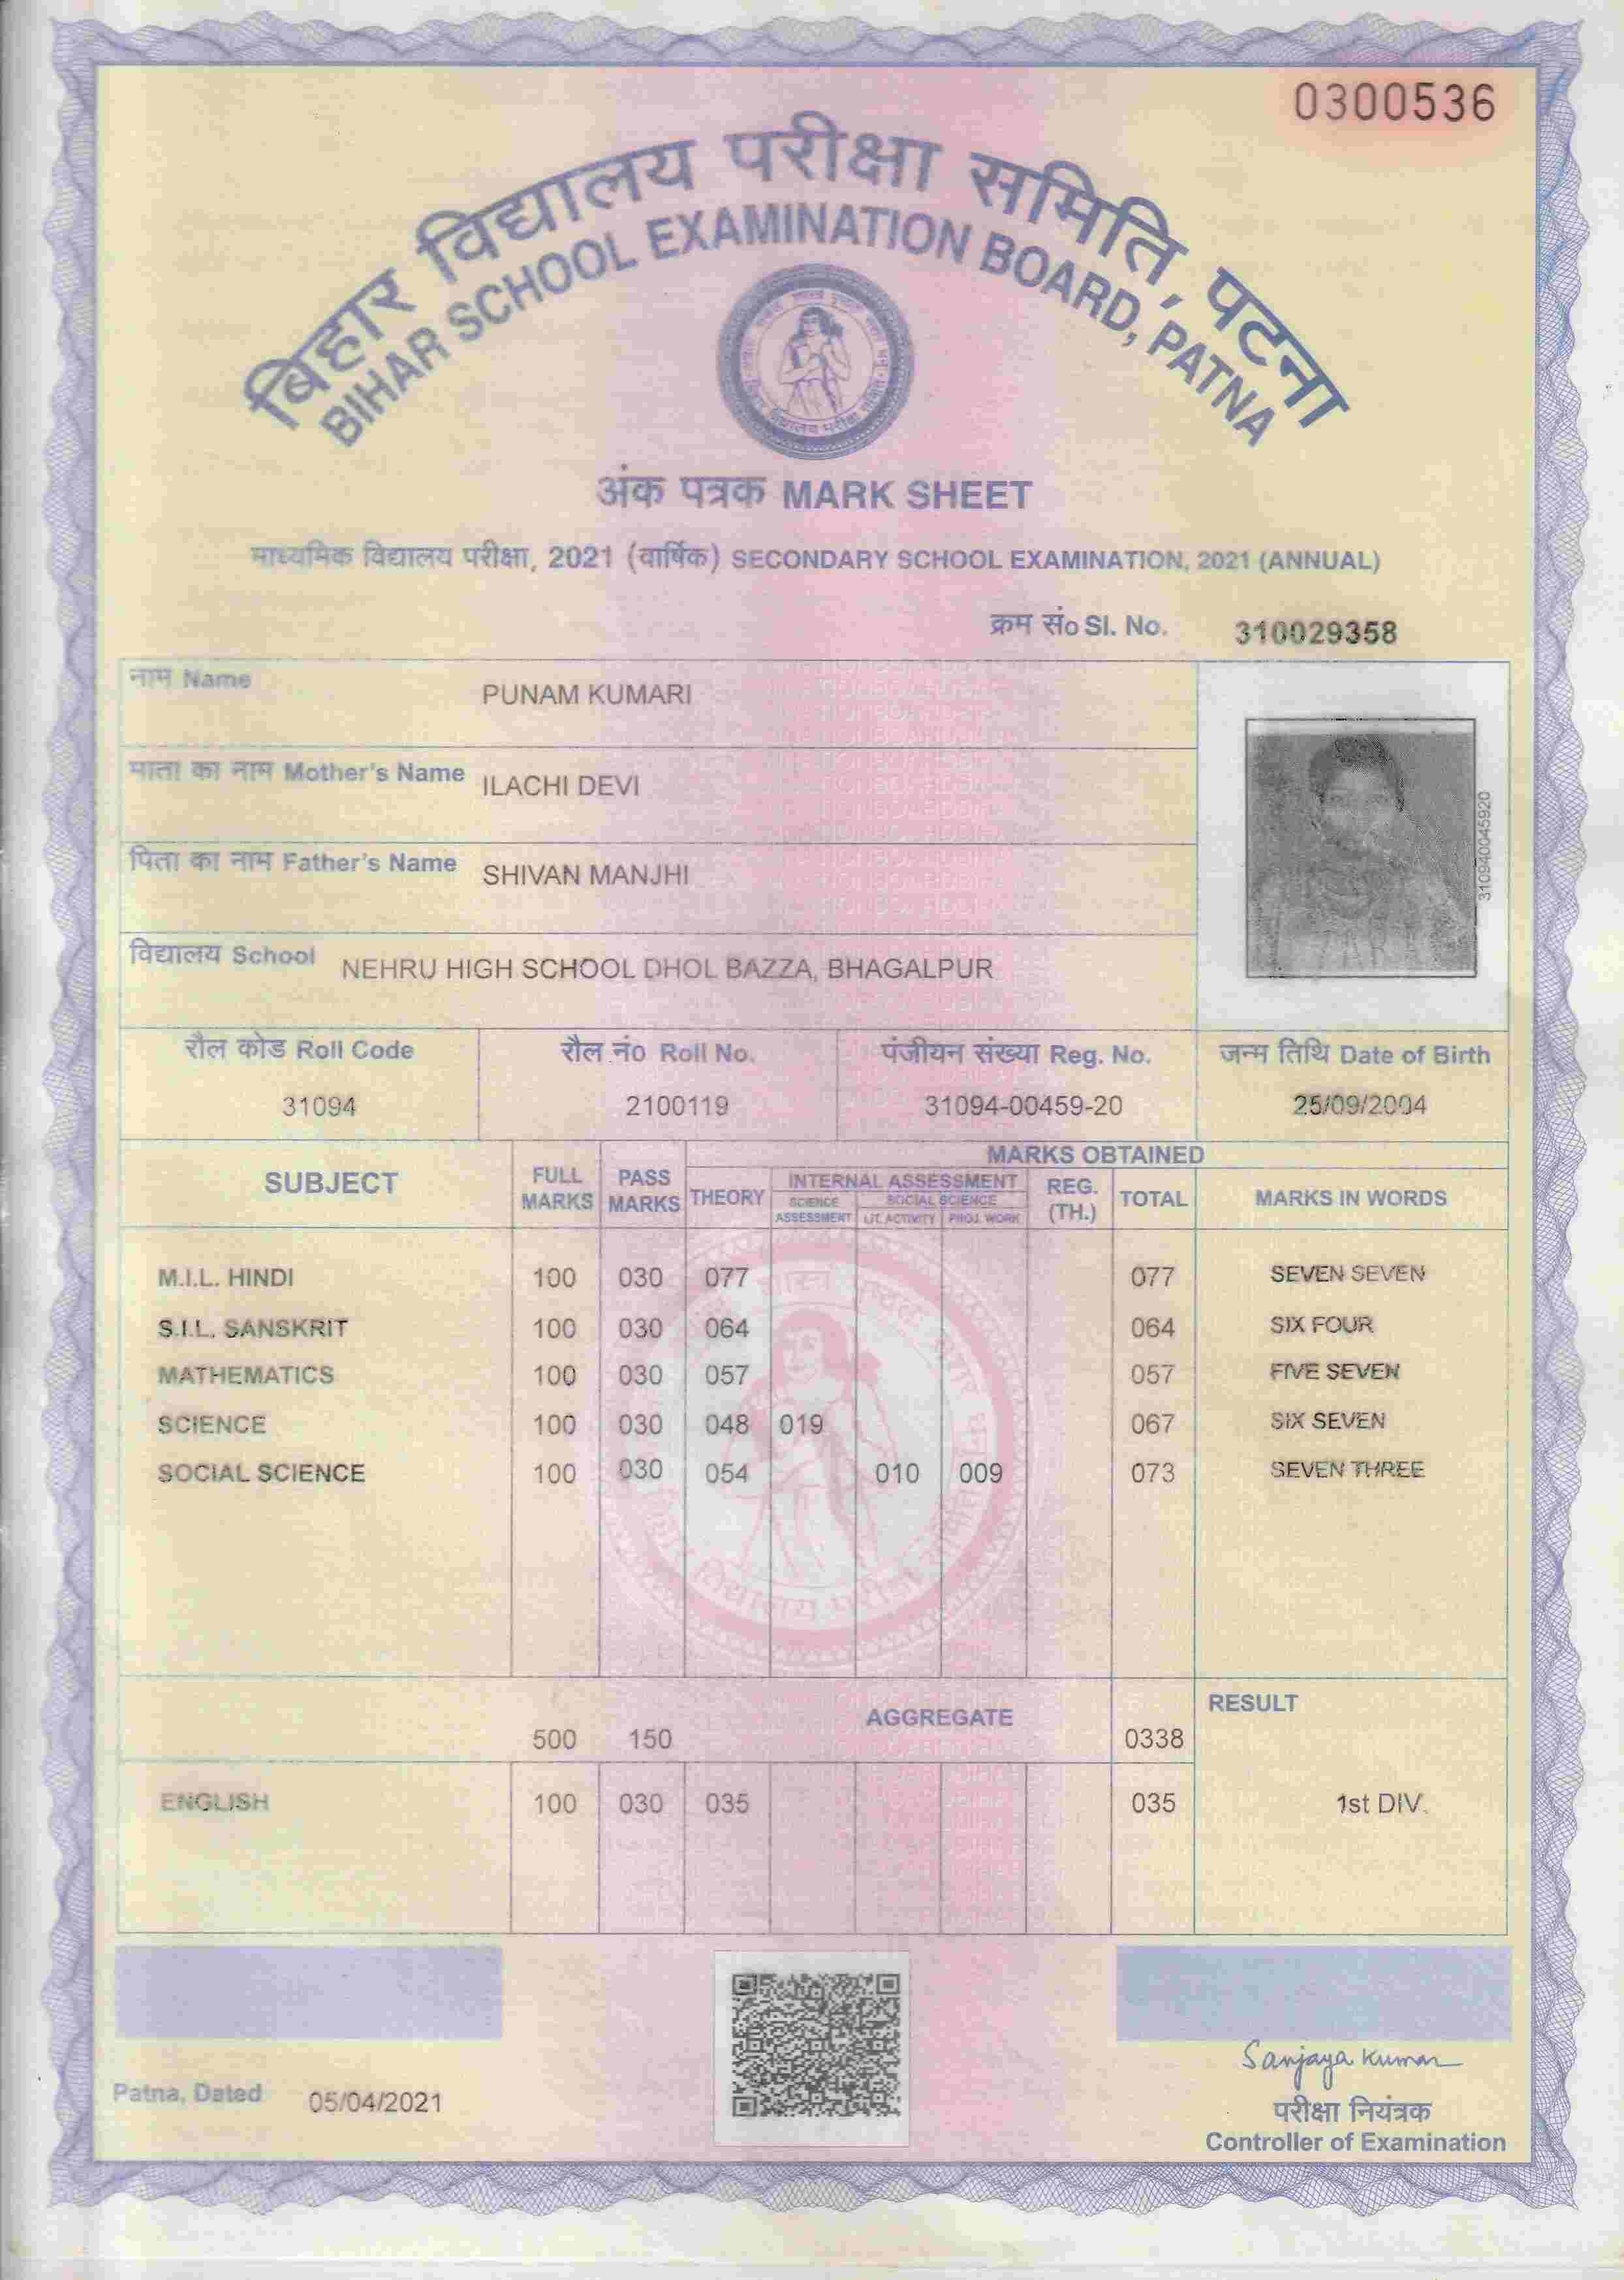 0300536
बिहार विद्यालय परीक्षा समिति, पटना
BIHAR SCHOOL EXAMINATION BOARD, PATNA
अंक पत्रक MARK SHEET
माध्यमिक विद्यालय परीक्षा, 2021 (वार्षिक) SECONDARY SCHOOL EXAMINATION, 2021 (ANNUAL)
क्रम सं० Sl. No. 310029358
नाम Name PUNAM KUMARI
माता का नाम Mother's Name ILACHI DEVI
पिता का नाम Father's Name SHIVAN MANJHI
310940045920
विद्यालय School NEHRU HIGH SCHOOL DHOL BAZZA, BHAGALPUR
रौल कोड Roll Code रौल नं० Roll No. पंजीयन संख्या Reg. No. जन्म तिथि Date of Birth
31094 2100119 31094-00459-20 25/09/2004
SUBJECT FULL MARKS PASS MARKS MARKS OBTAINED
THEORY INTERNAL ASSESSMENT REG. (TH.) TOTAL MARKS IN WORDS
SCIENCE ASSESSMENT SOCIAL SCIENCE
LIT. ACTIVITY PROJ. WORK
M.I.L. HINDI 100 030 077 077 SEVEN SEVEN
S.I.L. SANSKRIT 100 030 064 064 SIX FOUR
MATHEMATICS 100 030 057 057 FIVE SEVEN
SCIENCE 100 030 048 019 067 SIX SEVEN
SOCIAL SCIENCE 100 030 054 010 009 073 SEVEN THREE
AGGREGATE RESULT
500 150 0338
ENGLISH 100 030 035 035 1st DIV.
Sanjaya Kumar
Patna, Dated 05/04/2021
परीक्षा नियंत्रक
Controller of Examination